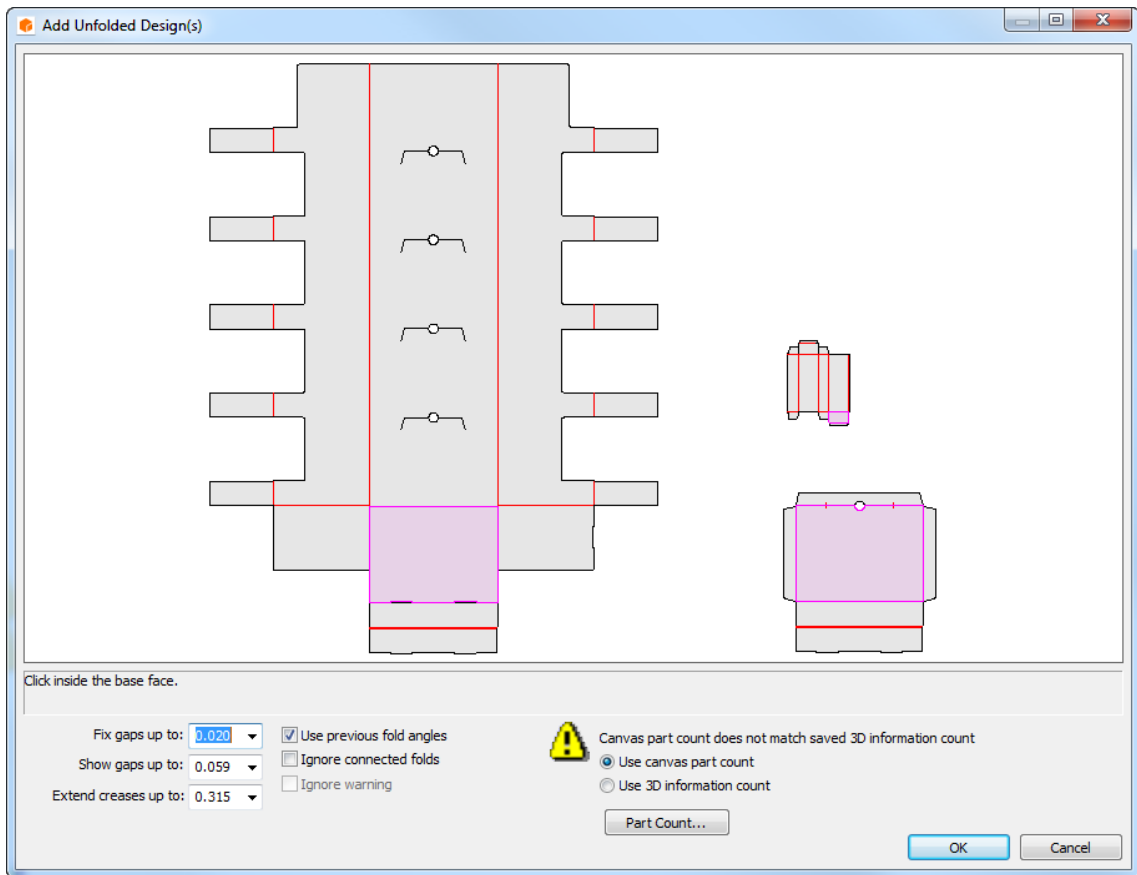 Add Unfolded Design(s)
Click inside the base face.
Fix gaps up to: 0.020
Show gaps up to: 0.059
Extend creases up to: 0.315
Use previous fold angles
Ignore connected folds
Ignore warning
Canvas part count does not match saved 3D information count
Use canvas part count
Use 3D information count
Part Count...
OK
Cancel